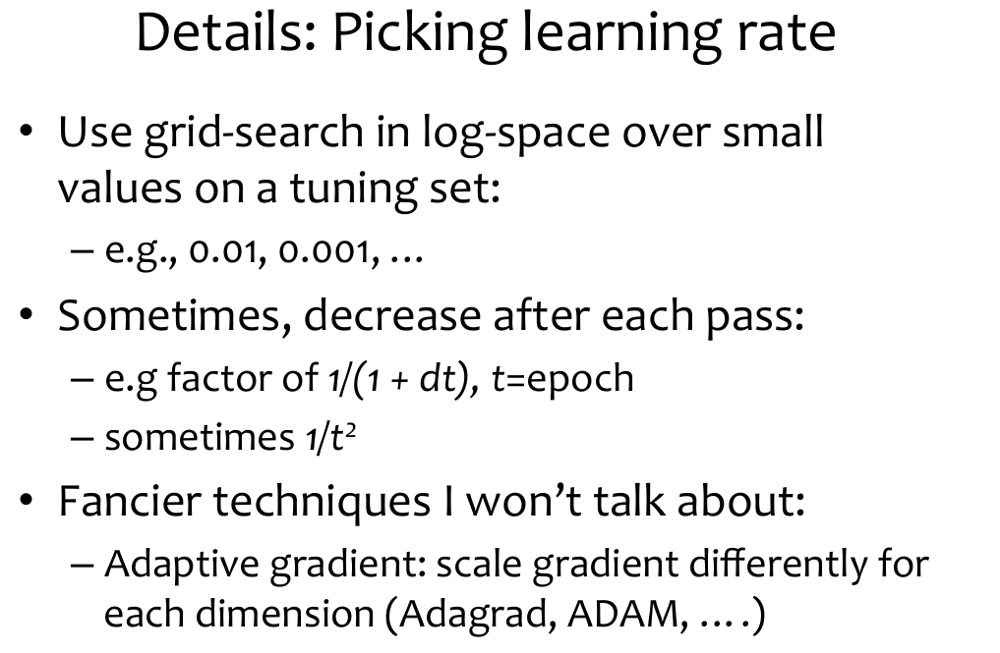 Details: Picking learning rate
• Use grid-search in log-space over small
values on a tuning set:
– e.g., 0.01, 0.001, …
• Sometimes, decrease after each pass:
– e.g factor of 1/(1 + dt), t=epoch
– sometimes 1/t²
• Fancier techniques I won’t talk about:
– Adaptive gradient: scale gradient differently for
each dimension (Adagrad, ADAM, ….)